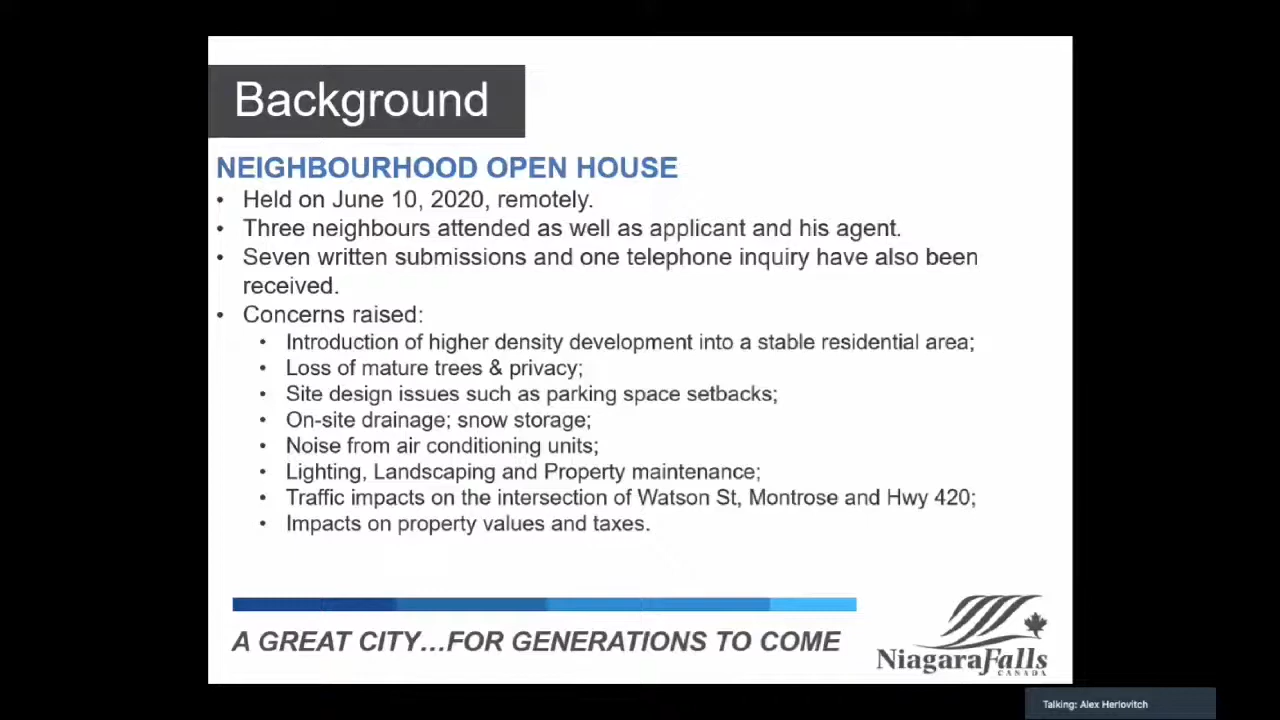 Background
NEIGHBOURHOOD OPEN HOUSE
• Held on June 10, 2020, remotely.
• Three neighbours attended as well as applicant and his agent.
• Seven written submissions and one telephone inquiry have also been
received.
• Concerns raised:
• Introduction of higher density development into a stable residential area;
• Loss of mature trees & privacy;
• Site design issues such as parking space setbacks;
• On-site drainage; snow storage;
• Noise from air conditioning units;
• Lighting, Landscaping and Property maintenance;
• Traffic impacts on the intersection of Watson St, Montrose and Hwy 420;
• Impacts on property values and taxes.
A GREAT CITY...FOR GENERATIONS TO COME
NiagaraFalls
CANADA
Talking: Alex Herlovitch